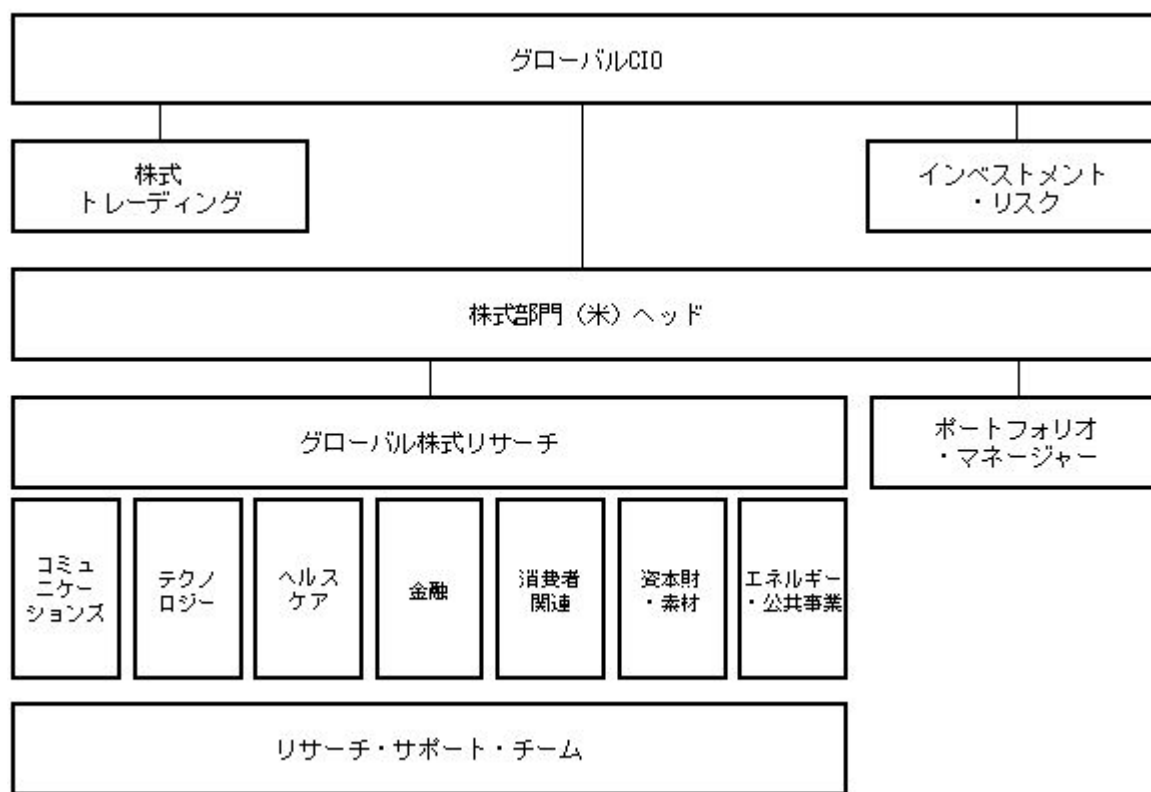 グローバルCIO
株式
トレーディング
インベストメント
・リスク
株式部門（米）ヘッド
グローバル株式リサーチ
ポートフォリオ
・マネージャー
コミュ
ニケー
ションズ
テクノ
ロジー
ヘルス
ケア
金融
消費者
関連
資本財
・素材
エネルギー
・公共事業
リサーチ・サポート・チーム